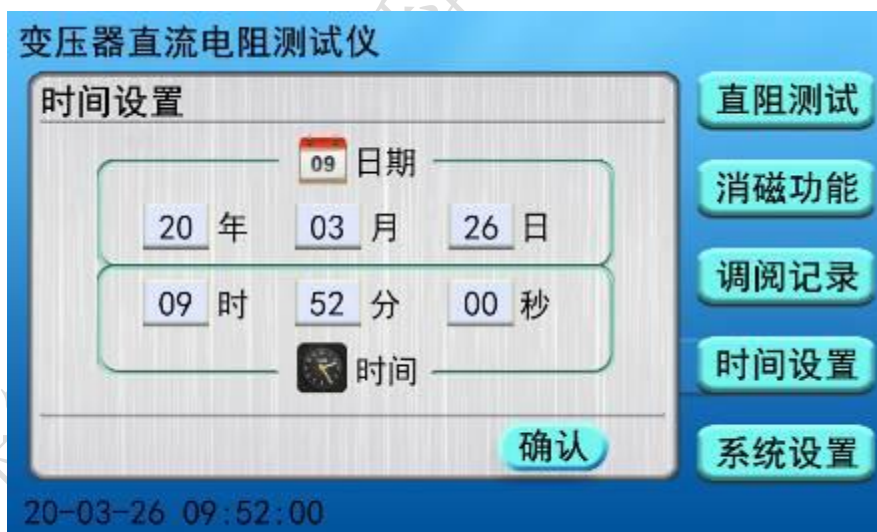 变压器直流电阻测试仪
时间设置
09 日期
20 年 03 月 26 日
09 时 52 分 00 秒
时间
确认
直阻测试
消磁功能
调阅记录
时间设置
系统设置
20-03-26 09:52:00